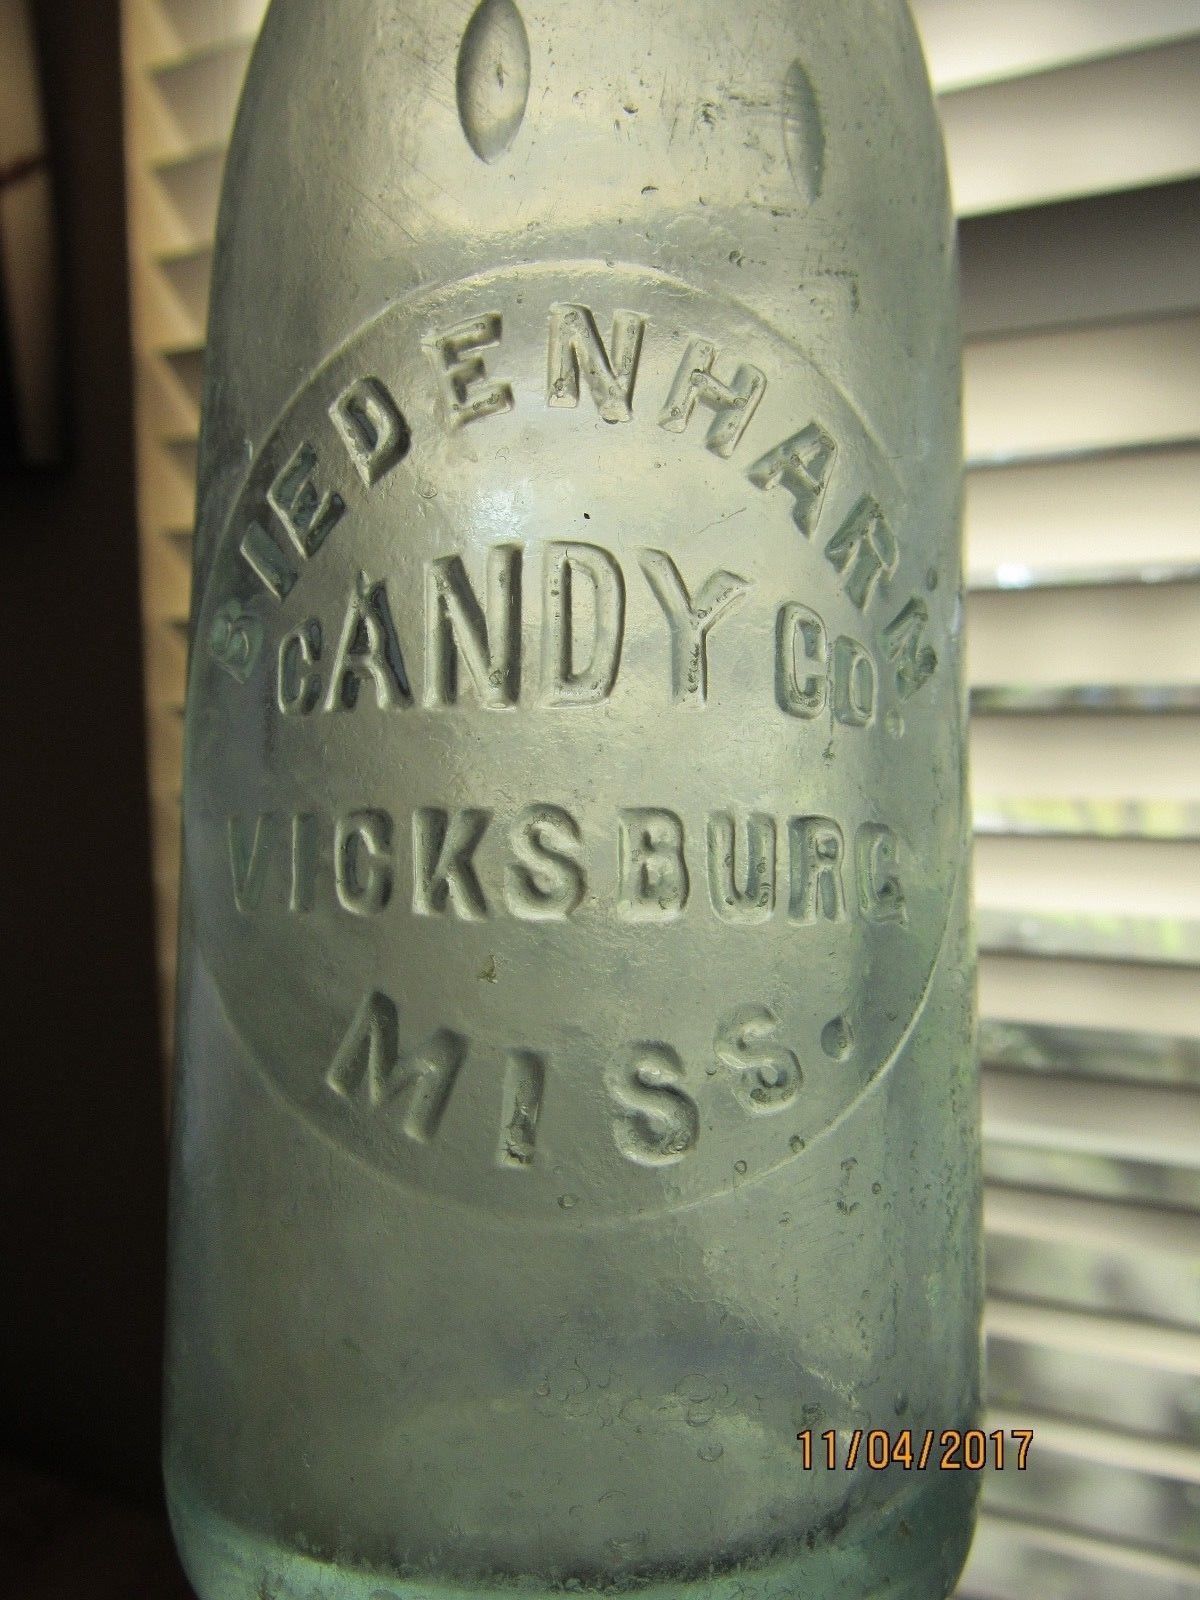 BIEDENHARN
CANDY CO.
VICKSBURG
MISS.
11/04/2017